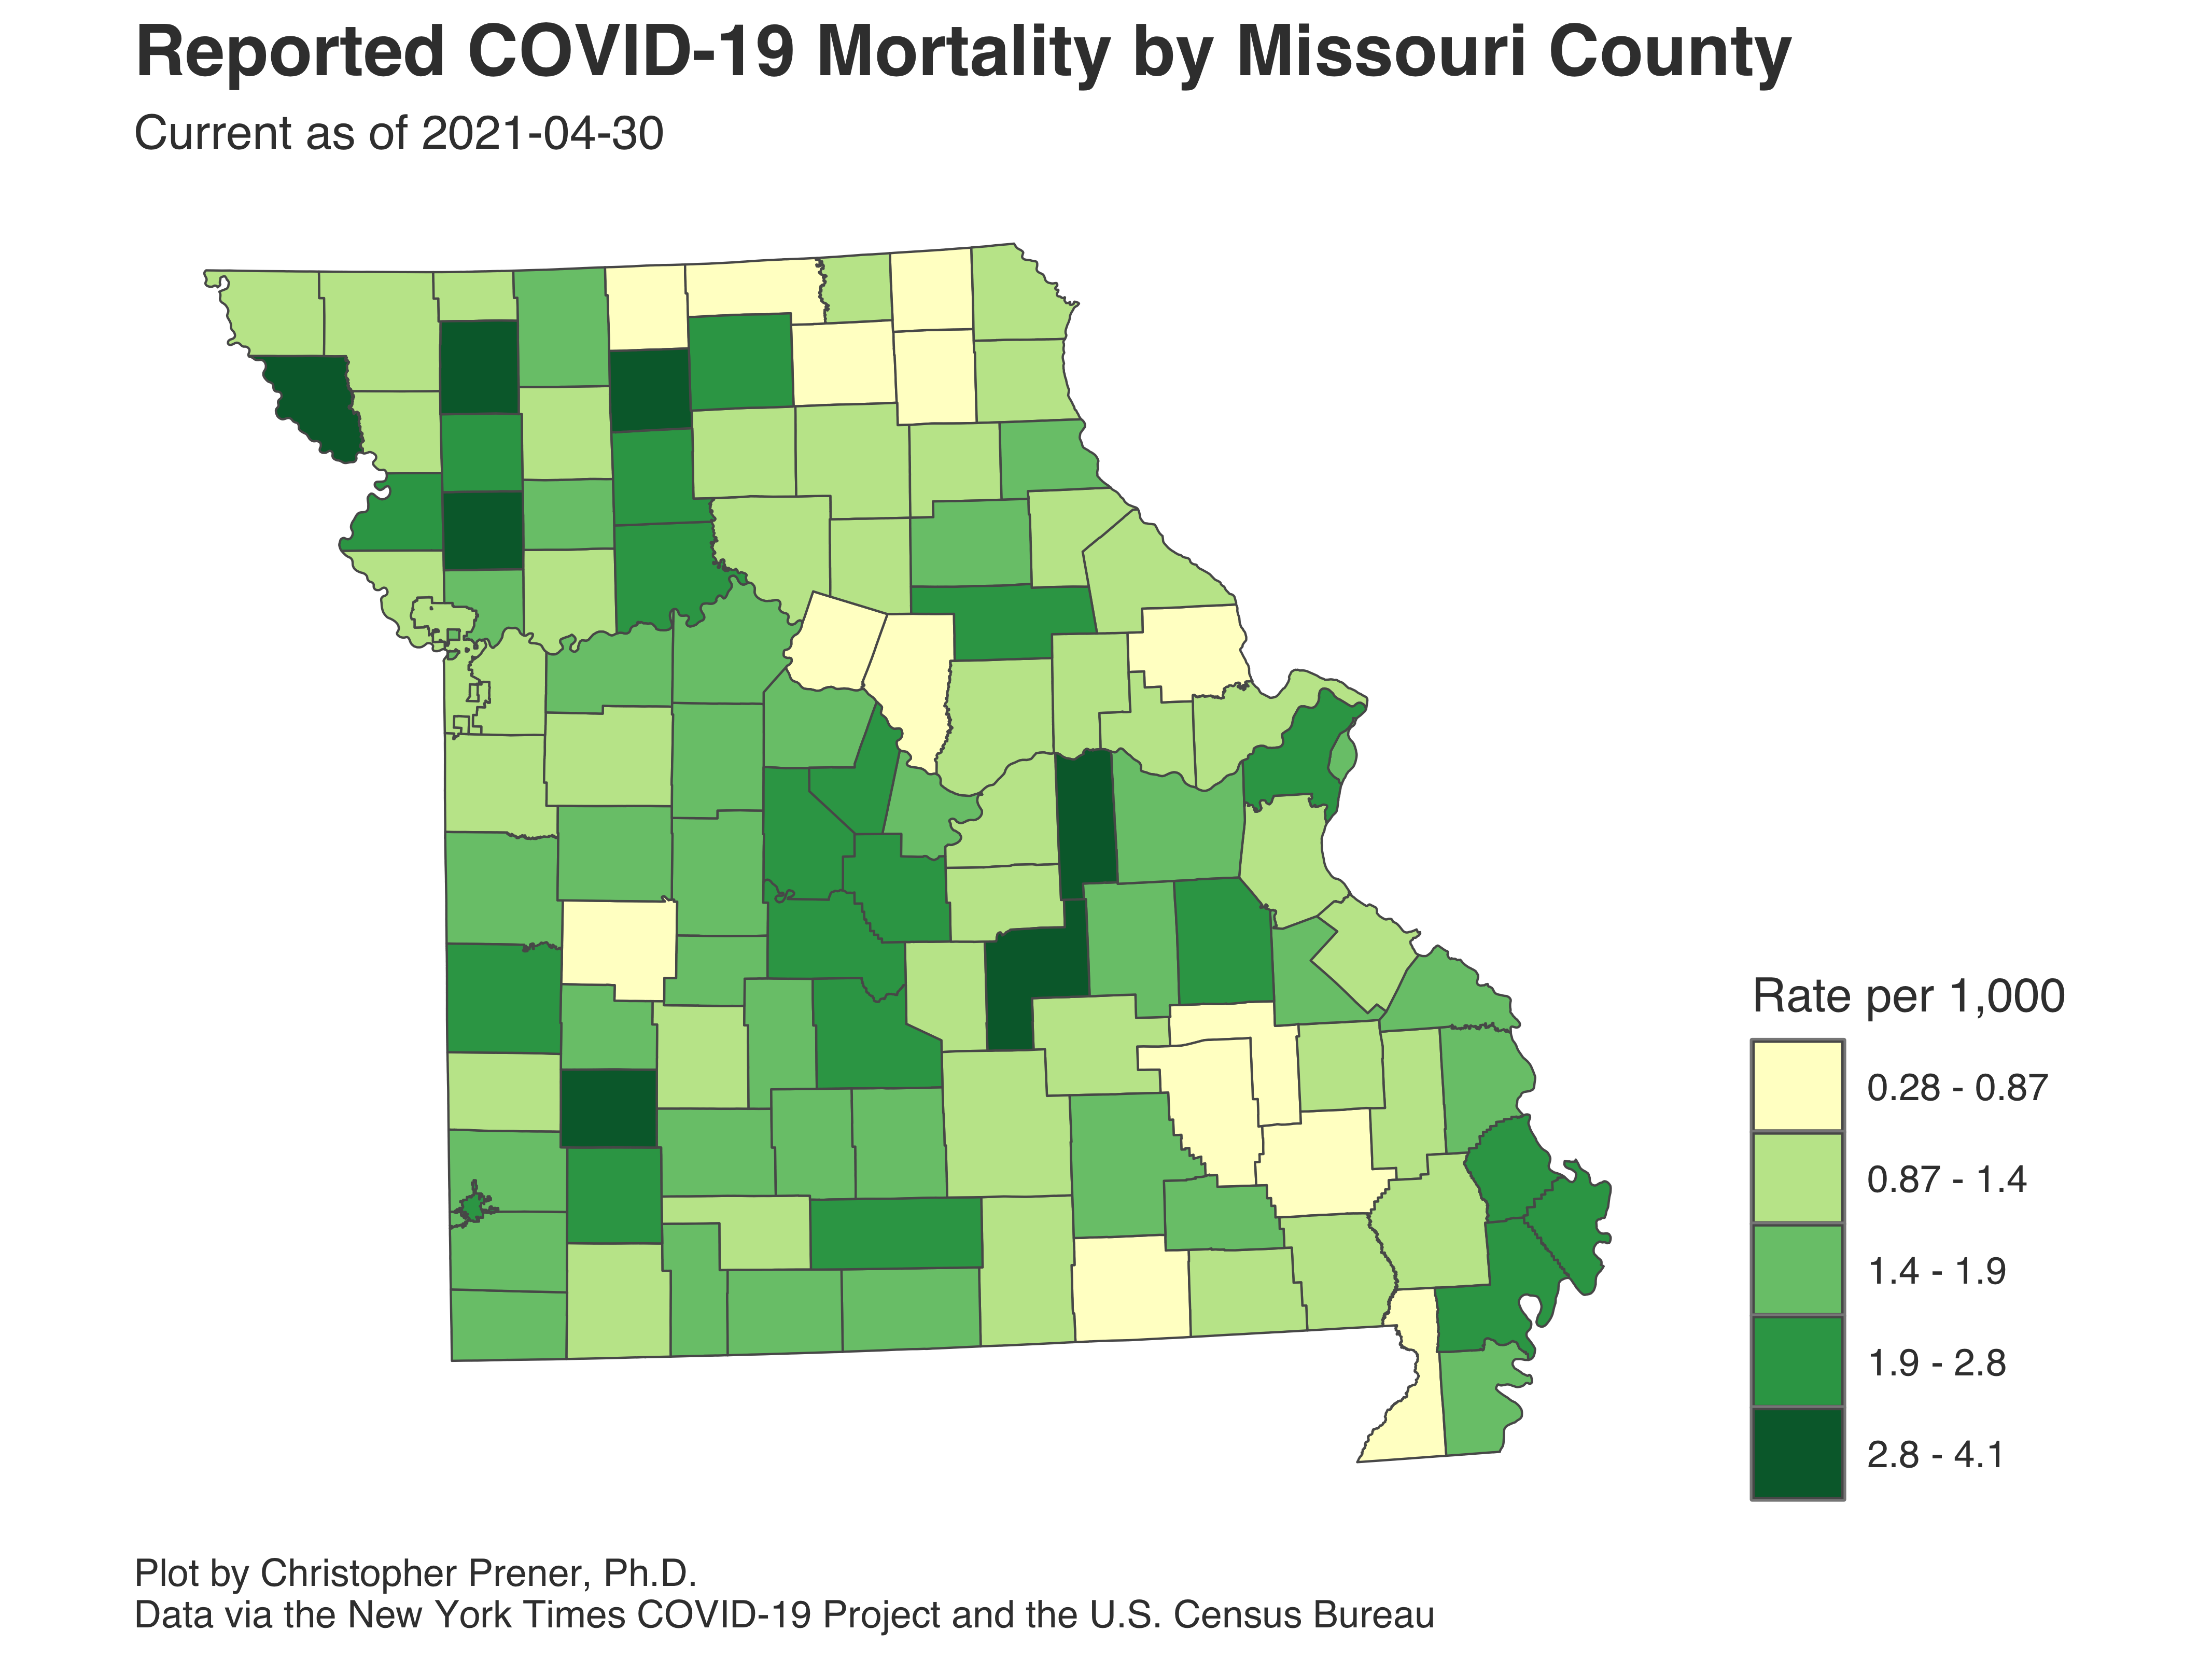 Reported COVID-19 Mortality by Missouri County
Current as of 2021-04-30
Rate per 1,000
0.28 - 0.87
0.87 - 1.4
1.4 - 1.9
1.9 - 2.8
2.8 - 4.1
Plot by Christopher Prener, Ph.D.
Data via the New York Times COVID-19 Project and the U.S. Census Bureau